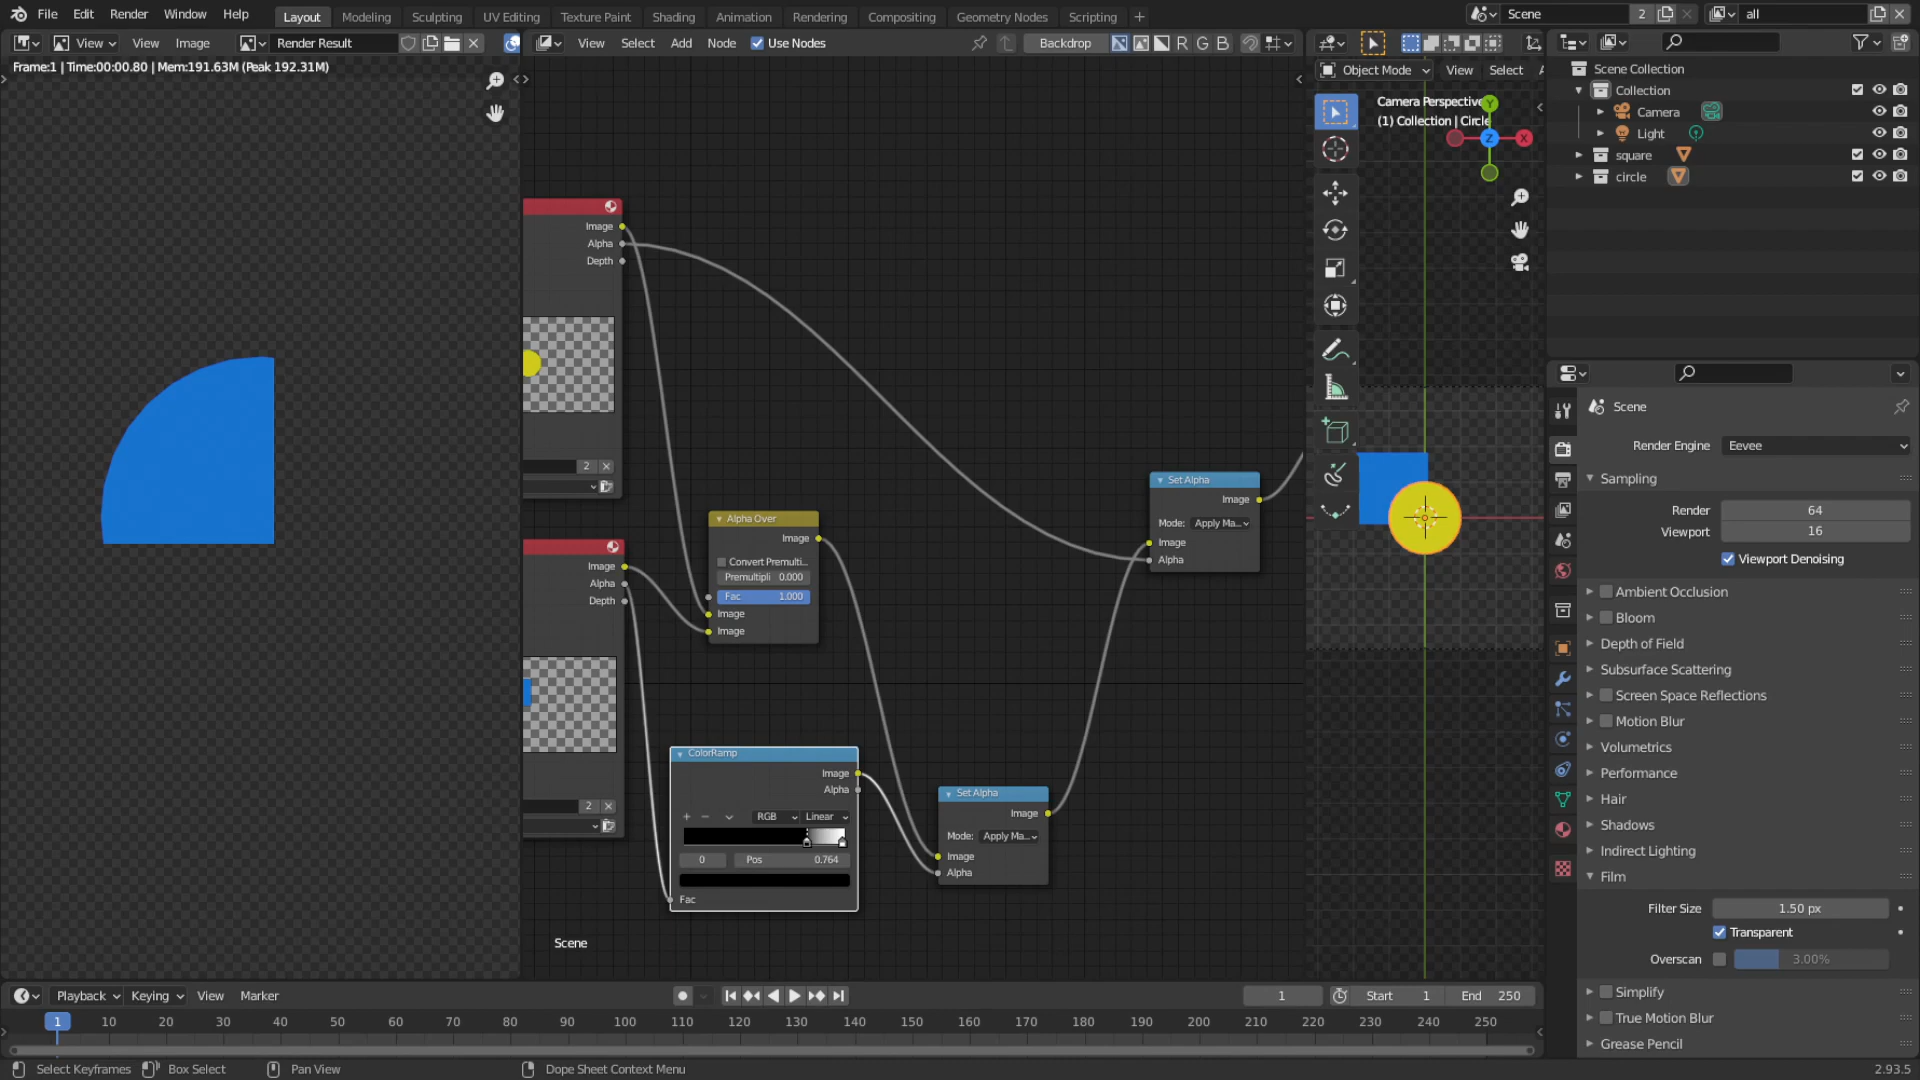 File Edit Render Window Help
Layout Modeling Sculpting UV Editing Texture Paint Shading Animation Rendering Compositing Geometry Nodes Scripting +
Scene 2
all
View View Image Render Result
View Select Add Node Use Nodes Backdrop R G B
Frame:1 | Time:00:00.80 | Mem:191.63M (Peak 192.31M)
Object Mode View Select
Camera Perspective
(1) Collection | Circle
Y
Z
X
Scene Collection
Collection
Camera
Light
square
circle
Image
Alpha
Depth
2
Image
Alpha
Depth
2
Alpha Over
Image
Convert Premulti..
Premultipli 0.000
Fac 1.000
Image
Image
ColorRamp
Image
Alpha
RGB Linear
0 Pos 0.764
Fac
Set Alpha
Image
Mode: Apply Ma...
Image
Alpha
Set Alpha
Image
Mode: Apply Ma...
Image
Alpha
Scene
Scene
Render Engine Eevee
Sampling
Render 64
Viewport 16
Viewport Denoising
Ambient Occlusion
Bloom
Depth of Field
Subsurface Scattering
Screen Space Reflections
Motion Blur
Volumetrics
Performance
Hair
Shadows
Indirect Lighting
Film
Filter Size 1.50 px
Transparent
Overscan 3.00%
Simplify
True Motion Blur
Grease Pencil
Playback Keying View Marker
1 Start 1 End 250
1 10 20 30 40 50 60 70 80 90 100 110 120 130 140 150 160 170 180 190 200 210 220 230 240 250
Select Keyframes Box Select Pan View Dope Sheet Context Menu 2.93.5